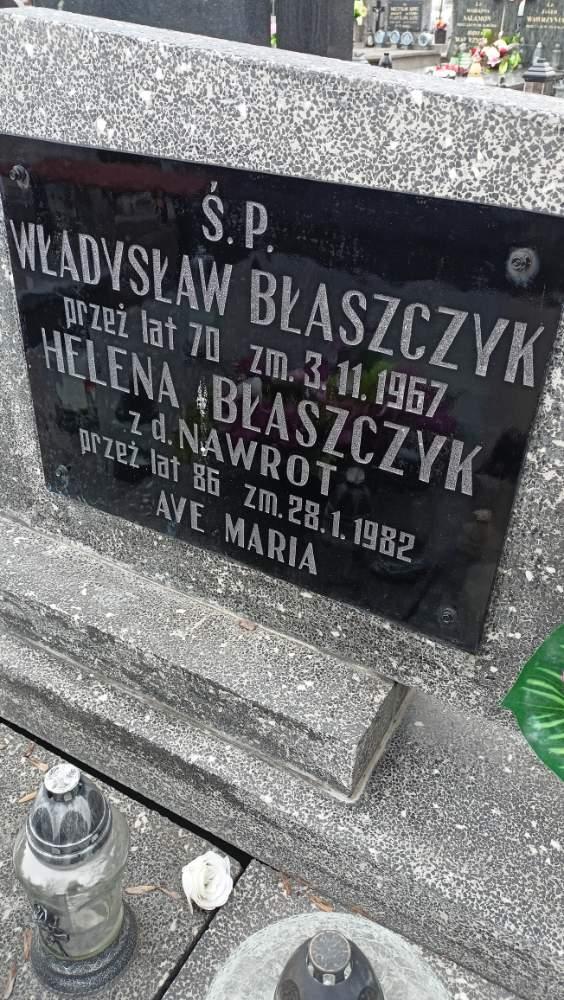 Ś.P.
WŁADYSŁAW BŁASZCZYK
przeż lat 70 zm. 3.11.1967
HELENA BŁASZCZYK
z d. NAWROT
przeż lat 86 zm. 28.1.1982
AVE MARIA
SALAMON